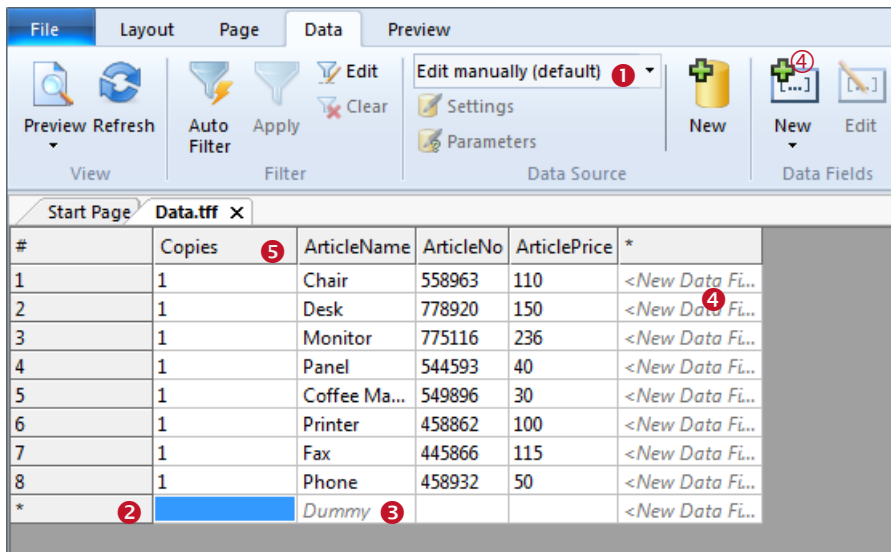 File Layout Page Data Preview
Edit manually (default) 1
Edit
Clear
Settings
Parameters
4
[...]
Preview Refresh
Auto Filter
Apply
New
New
Edit
View Filter Data Source Data Fields
Start Page Data.tff X
# Copies 5 ArticleName ArticleNo ArticlePrice *
1 1 Chair 558963 110 <New Data Fi...
2 1 Desk 778920 150 <New Data Fi... 4
3 1 Monitor 775116 236 <New Data Fi...
4 1 Panel 544593 40 <New Data Fi...
5 1 Coffee Ma... 549896 30 <New Data Fi...
6 1 Printer 458862 100 <New Data Fi...
7 1 Fax 445866 115 <New Data Fi...
8 1 Phone 458932 50 <New Data Fi...
* 2 Dummy 3 <New Data Fi...